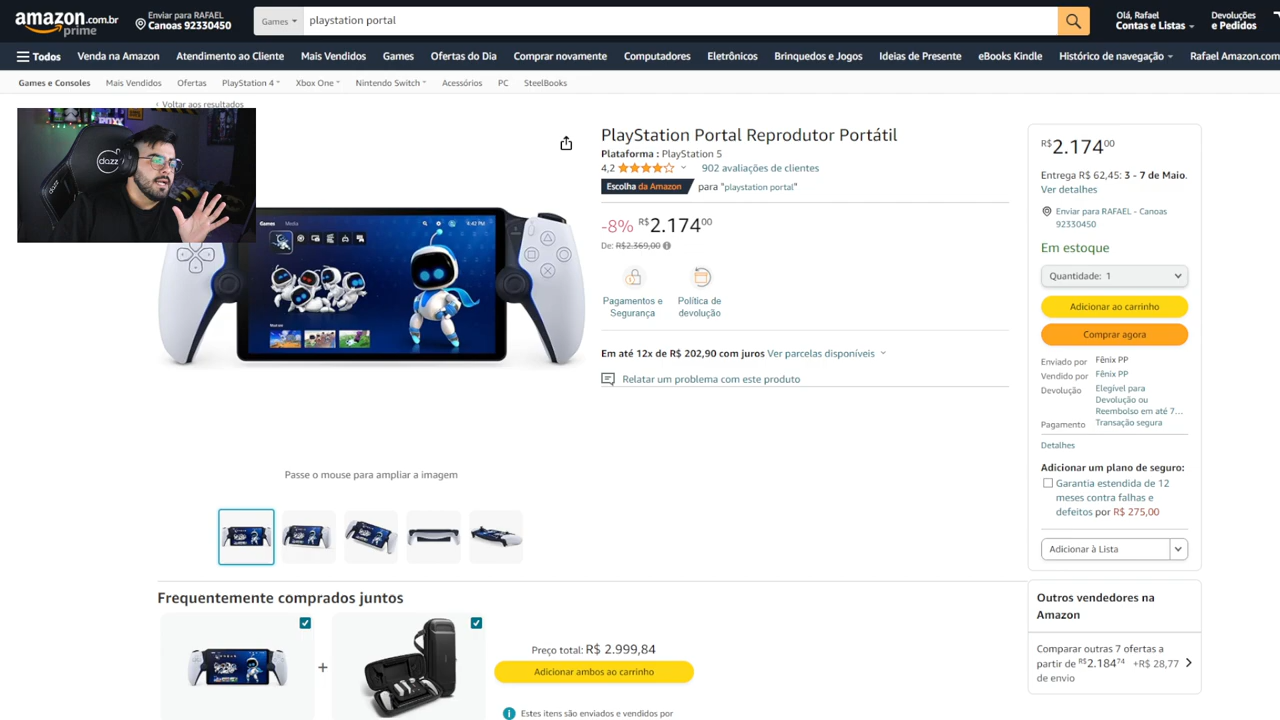 amazon.com.br
prime
Enviar para RAFAEL
Canoas 92330450
Games
playstation portal
Olá, Rafael
Contas e Listas
Devoluções
e Pedidos
Todos
Venda na Amazon
Atendimento ao Cliente
Mais Vendidos
Games
Ofertas do Dia
Comprar novamente
Computadores
Eletrônicos
Brinquedos e Jogos
Ideias de Presente
eBooks Kindle
Histórico de navegação
Rafael Amazon.com
Games e Consoles
Mais Vendidos
Ofertas
PlayStation 4
Xbox One
Nintendo Switch
Acessórios
PC
SteelBooks
‹ Voltar aos resultados
dazz
Games
Media
8:42 PM
Passe o mouse para ampliar a imagem
PlayStation Portal Reprodutor Portátil
Plataforma : PlayStation 5
4,2
902 avaliações de clientes
Escolha da Amazon
para "playstation portal"
-8% R$2.17400
De: R$2.369,00
Pagamentos e
Segurança
Política de
devolução
Em até 12x de R$ 202,90 com juros Ver parcelas disponíveis
Relatar um problema com este produto
R$2.17400
Entrega R$ 62,45: 3 - 7 de Maio.
Ver detalhes
Enviar para RAFAEL - Canoas
92330450
Em estoque
Quantidade: 1
Adicionar ao carrinho
Comprar agora
Enviado por
Fênix PP
Vendido por
Fênix PP
Devolução
Elegível para
Devolução ou
Reembolso em até 7...
Pagamento
Transação segura
Detalhes
Adicionar um plano de seguro:
Garantia estendida de 12
meses contra falhas e
defeitos por R$ 275,00
Adicionar à Lista
Outros vendedores na
Amazon
Comparar outras 7 ofertas a
partir de R$2.18474 +R$ 28,77
de envio
Frequentemente comprados juntos
+
Preço total: R$ 2.999,84
Adicionar ambos ao carrinho
Estes itens são enviados e vendidos por